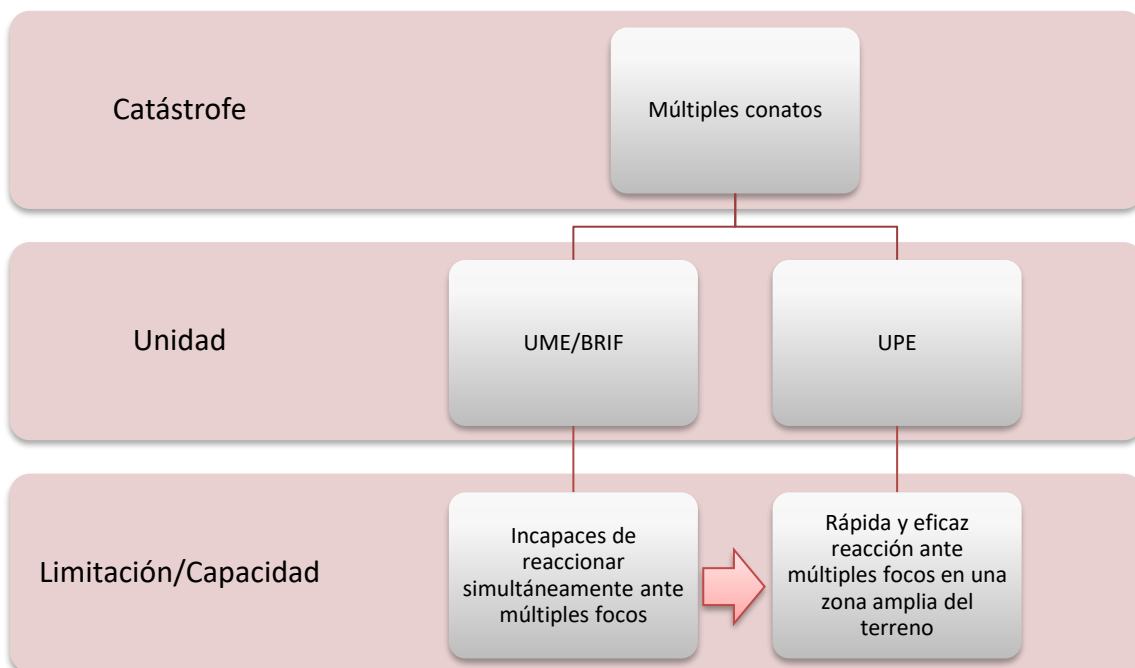 Catástrofe
Múltiples conatos
Unidad
UME/BRIF
UPE
Limitación/Capacidad
Incapaces de
reaccionar
simultáneamente ante
múltiples focos
Rápida y eficaz
reacción ante
múltiples focos en una
zona amplia del
terreno